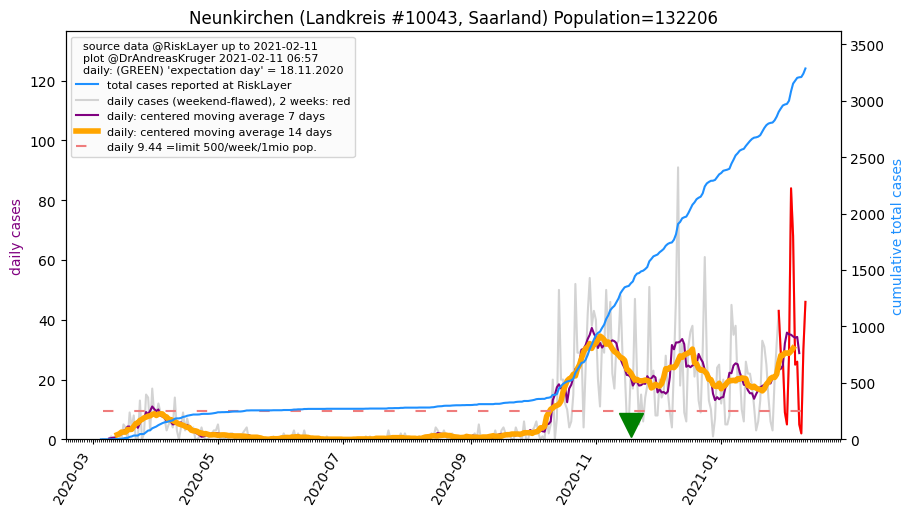 Neunkirchen (Landkreis #10043, Saarland) Population=132206
source data @RiskLayer up to 2021-02-11
plot @DrAndreasKruger 2021-02-11 06:57
daily: (GREEN) 'expectation day' = 18.11.2020
total cases reported at RiskLayer
daily cases (weekend-flawed), 2 weeks: red
daily: centered moving average 7 days
daily: centered moving average 14 days
daily 9.44 =limit 500/week/1mio pop.
daily cases
120
100
80
60
40
20
0
cumulative total cases
3500
3000
2500
2000
1500
1000
500
0
2020-03
2020-05
2020-07
2020-09
2020-11
2021-01